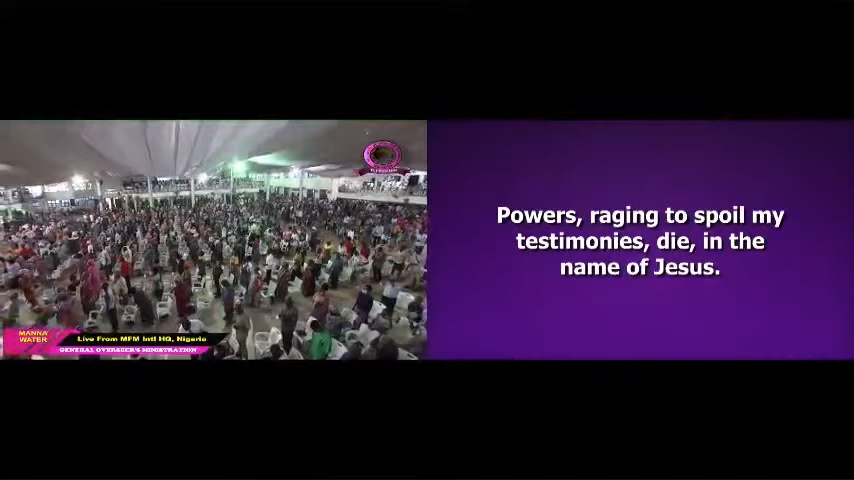 MANNA
WATER
Live From MFM Intl HQ, Nigeria
GENERAL OVERSEER'S MINISTRATION
Powers, raging to spoil my
testimonies, die, in the
name of Jesus.